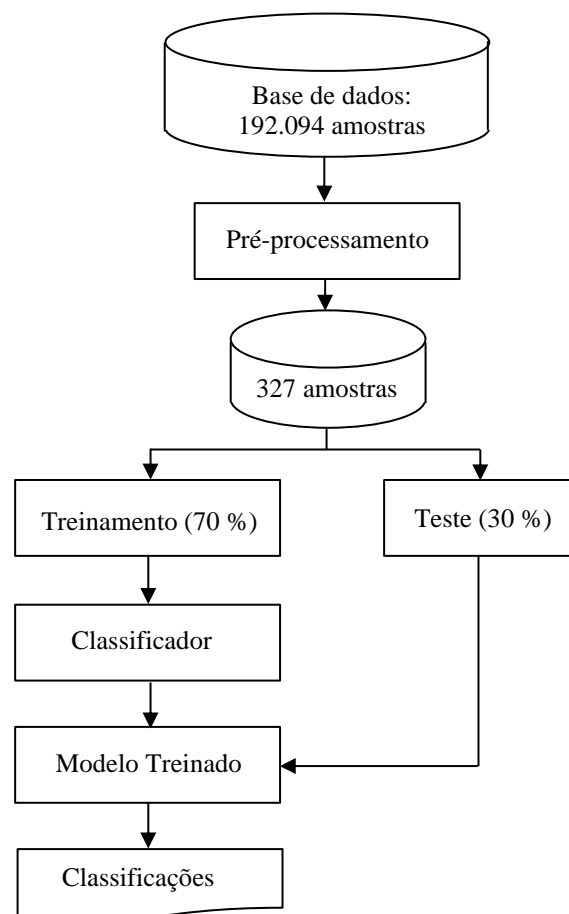 Base de dados:
192.094 amostras
Pré-processamento
327 amostras
Treinamento (70 %)
Teste (30 %)
Classificador
Modelo Treinado
Classificações